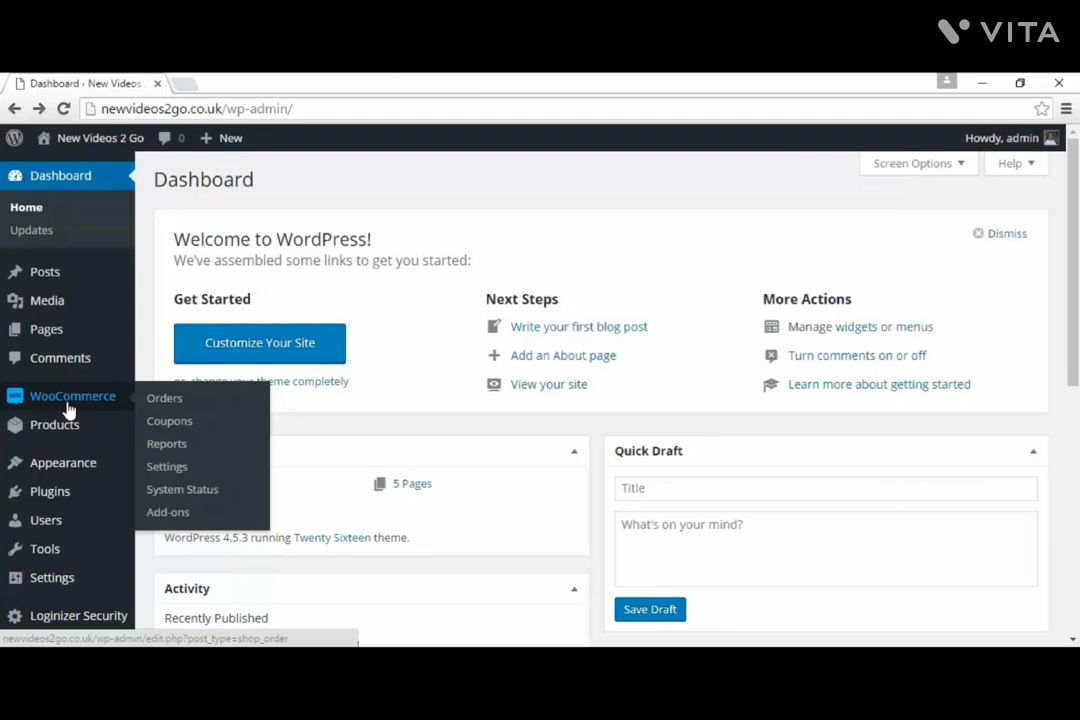 VITA
Dashboard ‹ New Videos
newvideos2go.co.uk/wp-admin/
New Videos 2 Go 0 + New Howdy, admin
Dashboard
Home
Updates
Posts
Media
Pages
Comments
WooCommerce
Products
Appearance
Plugins
Users
Tools
Settings
Loginizer Security
Orders
Coupons
Reports
Settings
System Status
Add-ons
Screen Options Help
Dashboard
Welcome to WordPress!
Dismiss
We've assembled some links to get you started:
Get Started
Customize Your Site
or, change your theme completely
Next Steps
Write your first blog post
Add an About page
View your site
More Actions
Manage widgets or menus
Turn comments on or off
Learn more about getting started
5 Pages
WordPress 4.5.3 running Twenty Sixteen theme.
Activity
Recently Published
Quick Draft
Title
What's on your mind?
Save Draft
newvideos2go.co.uk/wp-admin/edit.php?post_type=shop_order